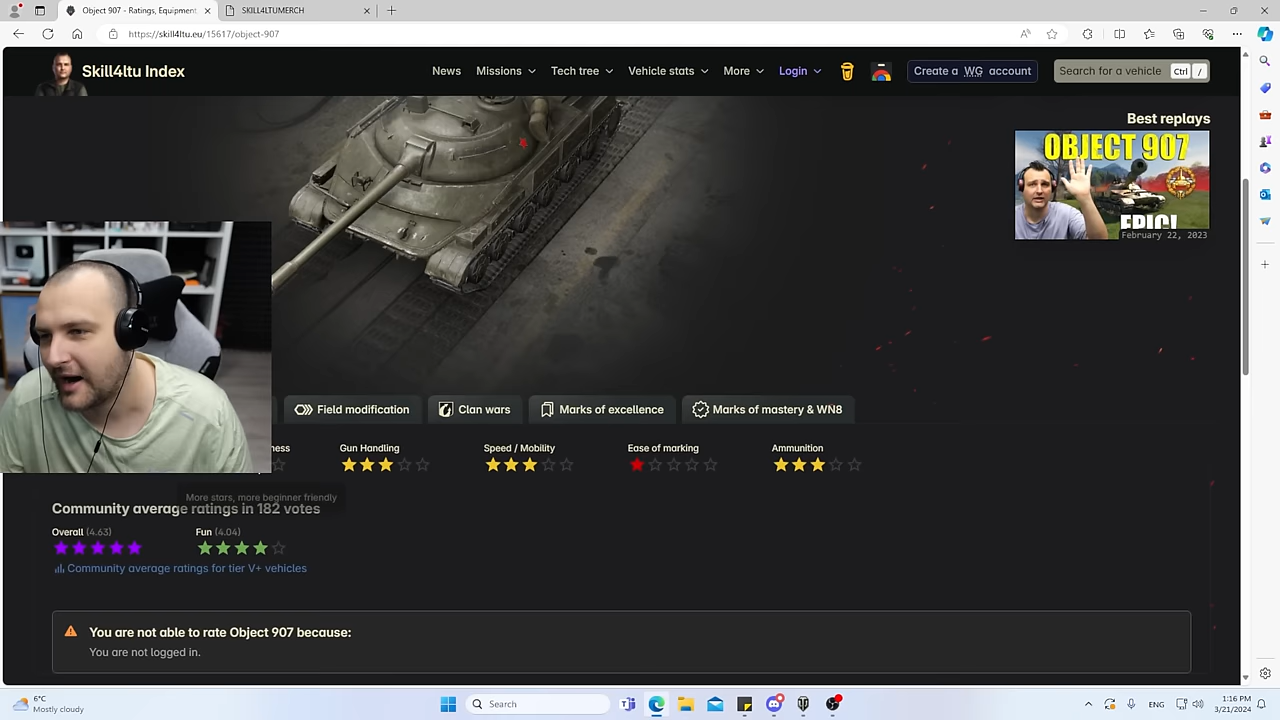 Object 907 - Ratings, Equipment
SKILL4LTUMERCH
https://skill4ltu.eu/15617/object-907
Skill4ltu Index
News
Missions
Tech tree
Vehicle stats
More
Login
Create a WG account
Search for a vehicle
Ctrl
/
Best replays
OBJECT 907
EPIC!
February 22, 2023
Field modification
Clan wars
Marks of excellence
Marks of mastery & WN8
ness
Gun Handling
Speed / Mobility
Ease of marking
Ammunition
More stars, more beginner friendly
Community average ratings in 182 votes
Overall (4.63)
Fun (4.04)
Community average ratings for tier V+ vehicles
You are not able to rate Object 907 because:
You are not logged in.
6°C
Mostly cloudy
Search
ENG
1:16 PM
3/21/2024